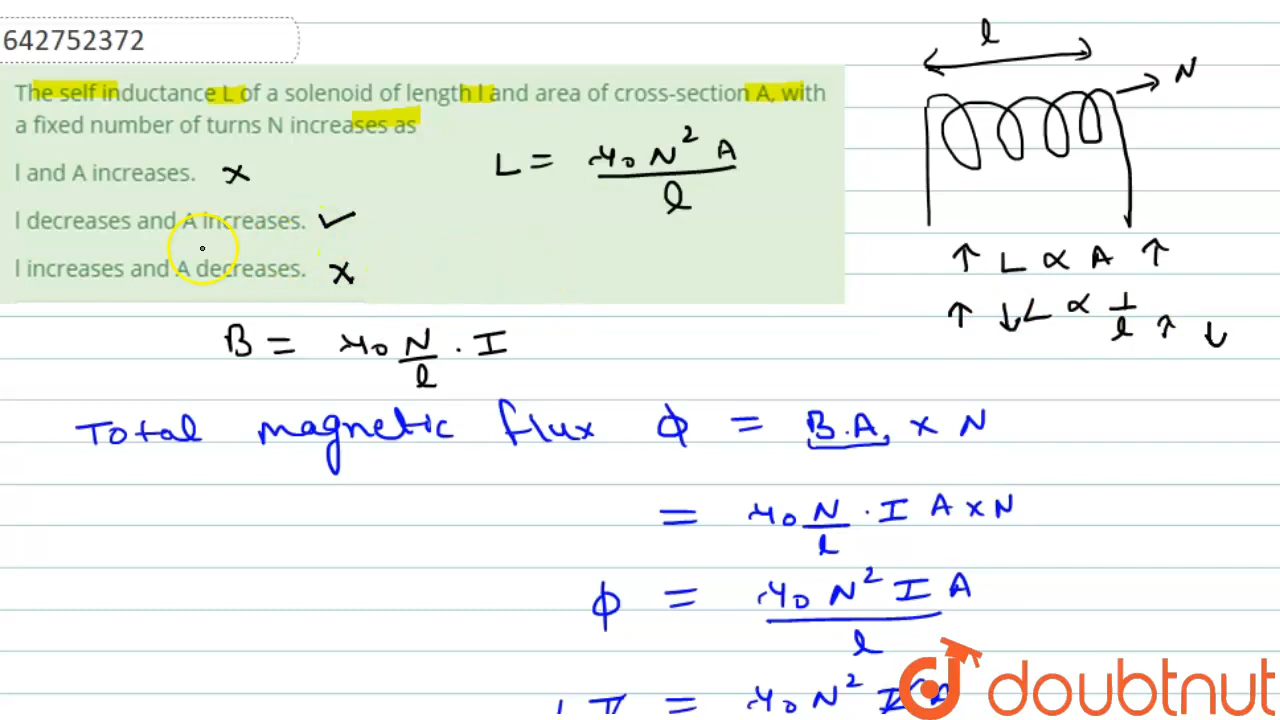 642752372
The self inductance L of a solenoid of length l and area of cross-section A, with
a fixed number of turns N increases as
l and A increases. ×
l decreases and A increases. ✓
l increases and A decreases. ×
L = μ₀ N² A / l
l
N
↑ L ∝ A ↑
↑ ↓ L ∝ 1/l ↑ ↓
B = μ₀ N/l . I
Total magnetic flux ϕ = B.A, × N
= μ₀ N/l . I A × N
ϕ = μ₀ N² I A / l
= μ₀ N²
doubtnut